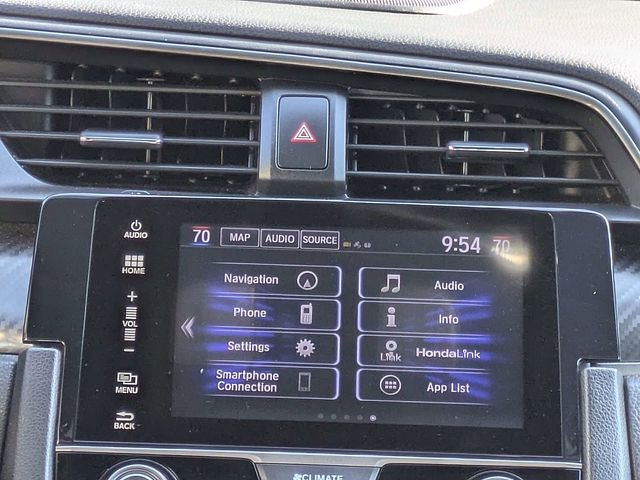 AUDIO
HOME
+
VOL
–
MENU
BACK
70 MAP AUDIO SOURCE 9:54 70
Navigation
Audio
Phone
Info
Settings
Link HondaLink
Smartphone
Connection
App List
CLIMATE